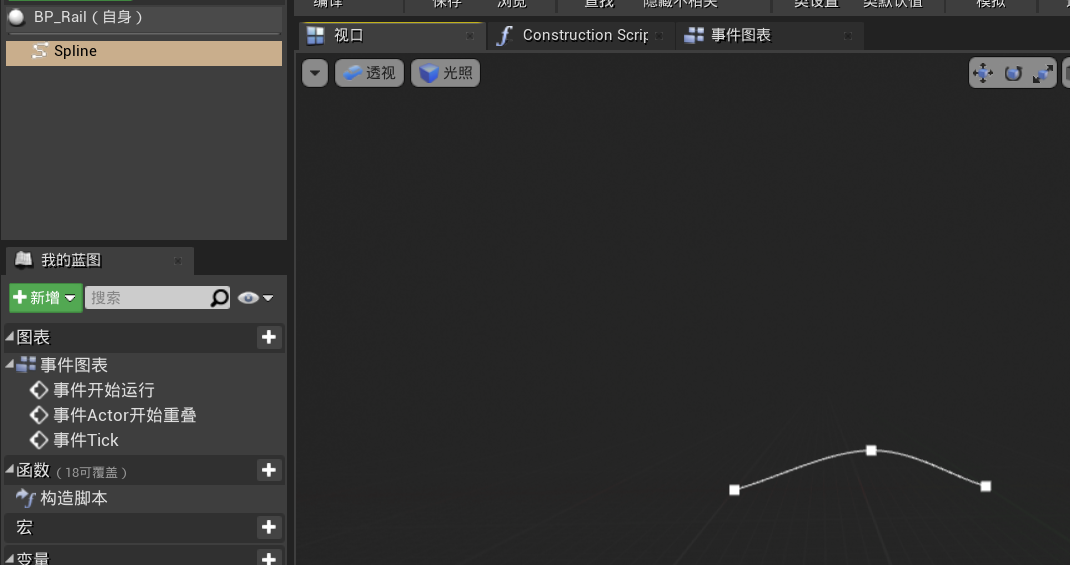 编译 保存 浏览 查找 隐藏不相关 类设置 类默认值 模拟
BP_Rail（自身）
视口 Construction Scrip 事件图表
Spline
透视 光照
我的蓝图
新增 搜索
图表
事件图表
事件开始运行
事件Actor开始重叠
事件Tick
函数（18可覆盖）
构造脚本
宏
变量